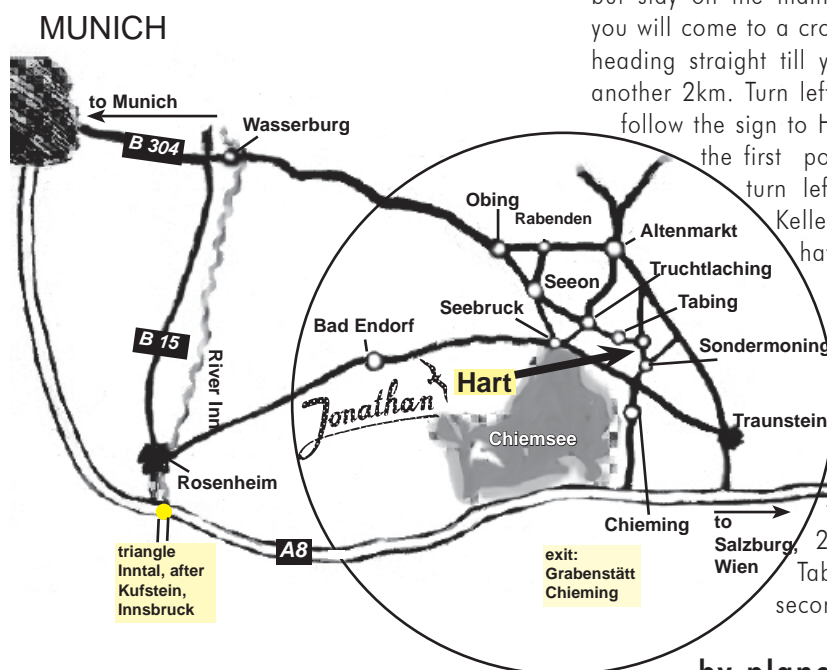 but stay on the main
you will come to a cro
heading straight till y
another 2km. Turn left
follow the sign to H
the first po
turn lef
Kelle
hav
MUNICH
to Munich
B 304
Wasserburg
Obing
Rabenden
Altenmarkt
Seeon
Truchtlaching
Seebruck
Tabing
Bad Endorf
B 15
River Inn
Sondermoning
Hart
Jonathan
Traunstein
Chiemsee
Rosenheim
Chieming
to
Salzburg,
Wien
A8
triangle
Inntal, after
Kufstein,
Innsbruck
exit:
Grabenstätt
Chieming
2
Tab
secon
by plane